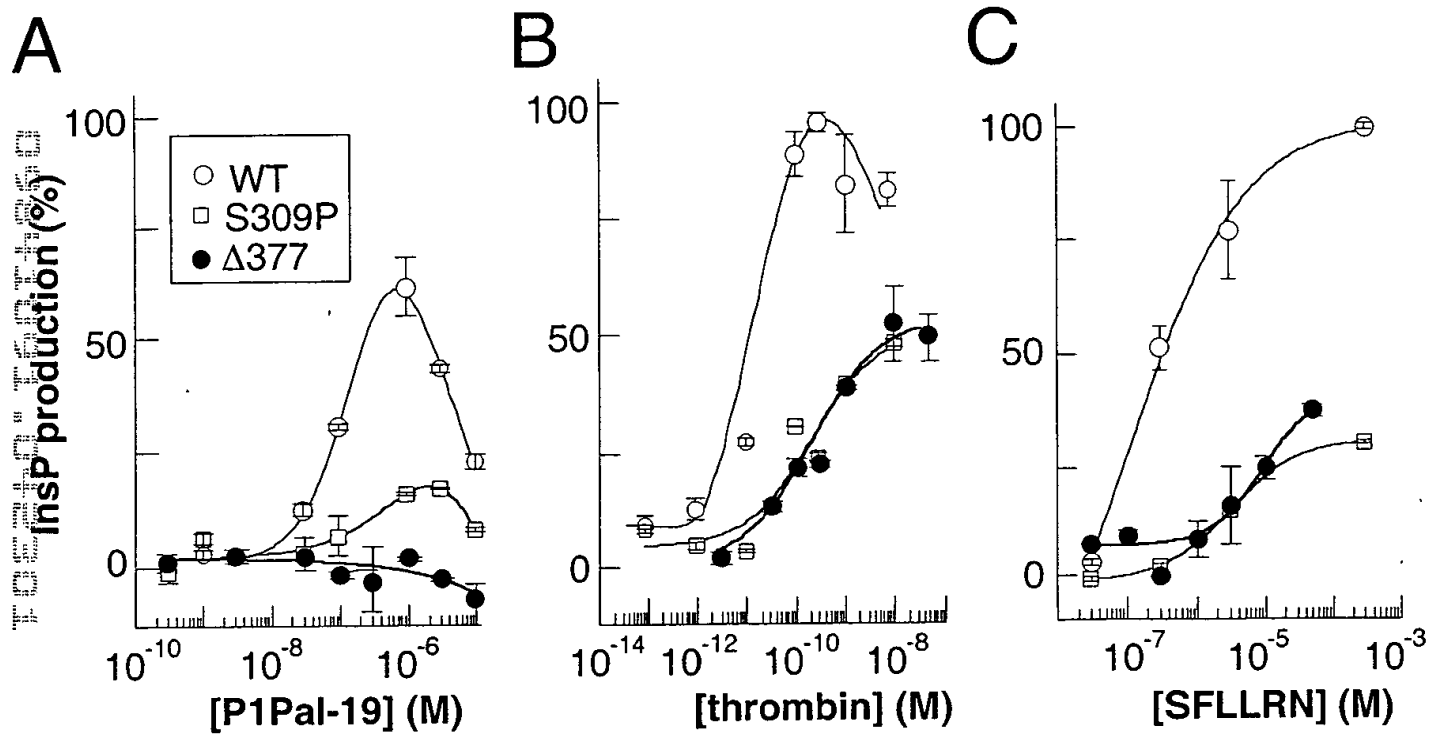 A
B
C
InsP production (%)
100
50
0
WT
S309P
Δ377
10-10
10-8
10-6
[P1Pal-19] (M)
100
50
0
10-14
10-12
10-10
10-8
[thrombin] (M)
100
50
0
10-7
10-5
10-3
[SFLLRN] (M)